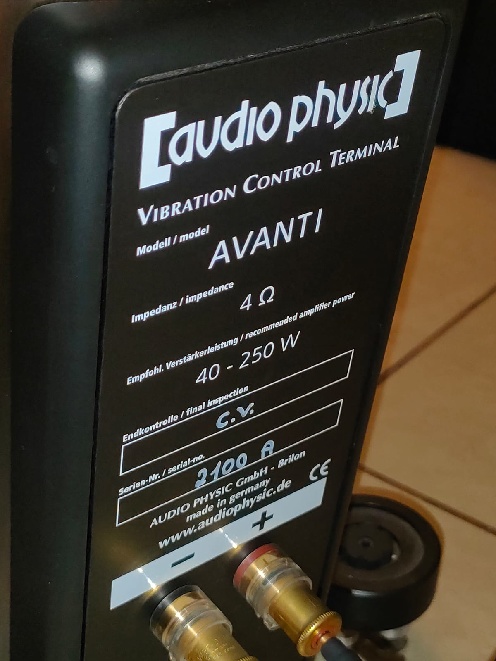 [audio physic]
VIBRATION CONTROL TERMINAL
Modell / model
AVANTI
Impedanz / impedance
4 Ω
Empfohl. Verstärkerleistung / recommended amplifier power
40 - 250 W
Endkontrolle / final inspection
C.V.
Serien-Nr. / serial-no.
2100 A
AUDIO PHYSIC GmbH - Brilon
made in germany
www.audiophysic.de
CE
- +